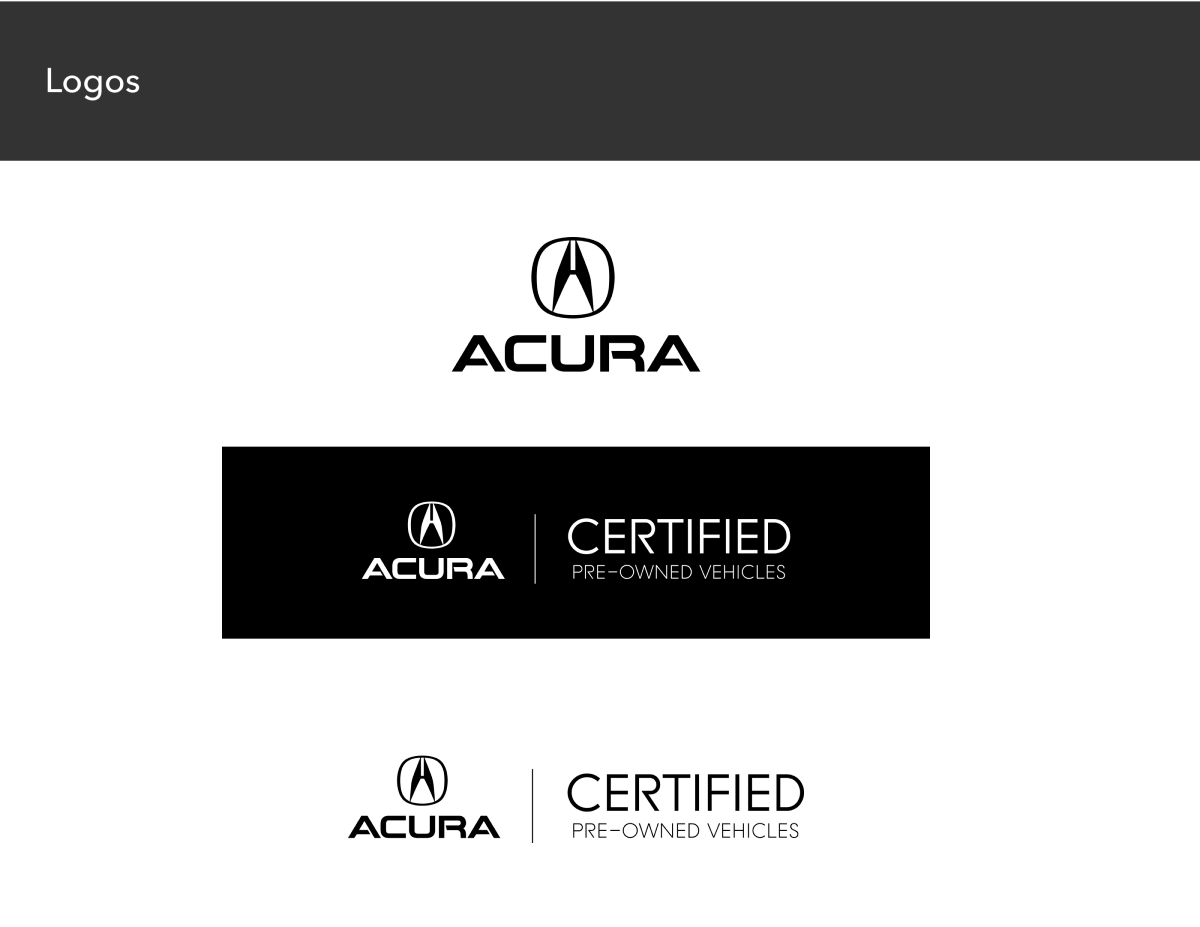 Logos
ACURA
ACURA
CERTIFIED
PRE-OWNED VEHICLES
ACURA
CERTIFIED
PRE-OWNED VEHICLES